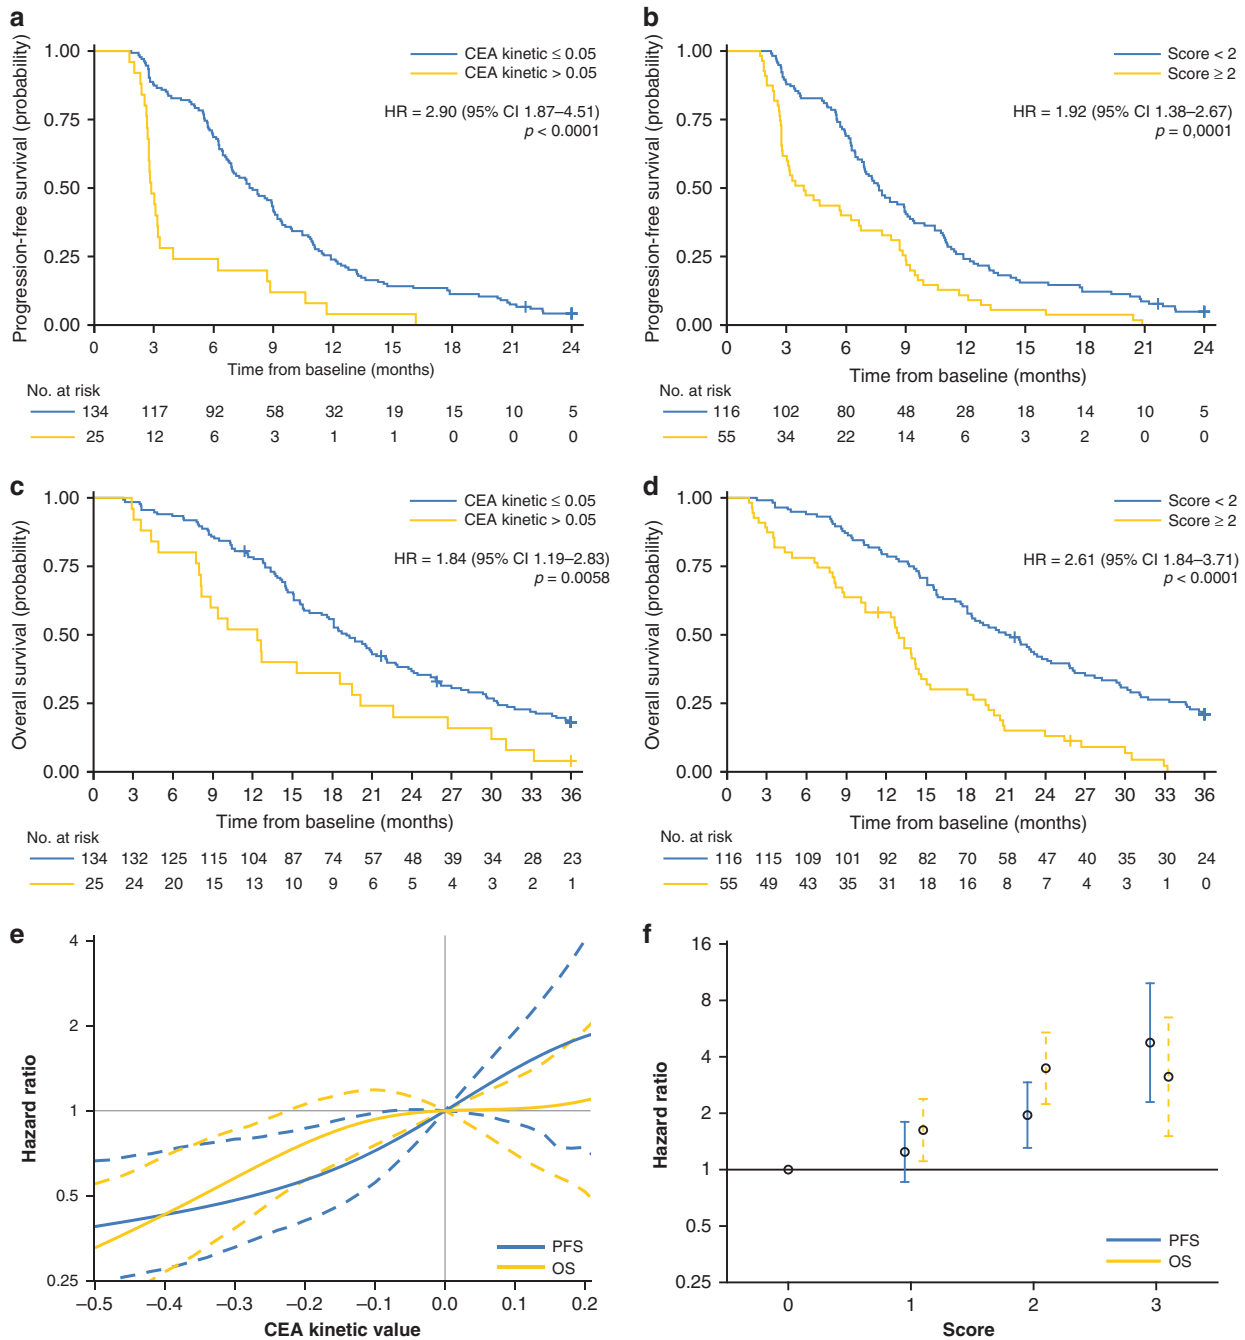 a
Progression-free survival (probability)
1.00
0.75
0.50
0.25
0.00
CEA kinetic ≤ 0.05
CEA kinetic > 0.05
HR = 2.90 (95% CI 1.87–4.51)
p < 0.0001
0 3 6 9 12 15 18 21 24
Time from baseline (months)
No. at risk
134 117 92 58 32 19 15 10 5
25 12 6 3 1 1 0 0 0
b
Progression-free survival (probability)
1.00
0.75
0.50
0.25
0.00
Score < 2
Score ≥ 2
HR = 1.92 (95% CI 1.38–2.67)
p = 0,0001
0 3 6 9 12 15 18 21 24
Time from baseline (months)
No. at risk
116 102 80 48 28 18 14 10 5
55 34 22 14 6 3 2 0 0
c
Overall survival (probability)
1.00
0.75
0.50
0.25
0.00
CEA kinetic ≤ 0.05
CEA kinetic > 0.05
HR = 1.84 (95% CI 1.19–2.83)
p = 0.0058
0 3 6 9 12 15 18 21 24 27 30 33 36
Time from baseline (months)
No. at risk
134 132 125 115 104 87 74 57 48 39 34 28 23
25 24 20 15 13 10 9 6 5 4 3 2 1
d
Overall survival (probability)
1.00
0.75
0.50
0.25
0.00
Score < 2
Score ≥ 2
HR = 2.61 (95% CI 1.84–3.71)
p < 0.0001
0 3 6 9 12 15 18 21 24 27 30 33 36
Time from baseline (months)
No. at risk
116 115 109 101 92 82 70 58 47 40 35 30 24
55 49 43 35 31 18 16 8 7 4 3 1 0
e
Hazard ratio
4
2
1
0.5
0.25
PFS
OS
–0.5 –0.4 –0.3 –0.2 –0.1 0.0 0.1 0.2
CEA kinetic value
f
Hazard ratio
16
8
4
2
1
0.5
0.25
PFS
OS
0 1 2 3
Score